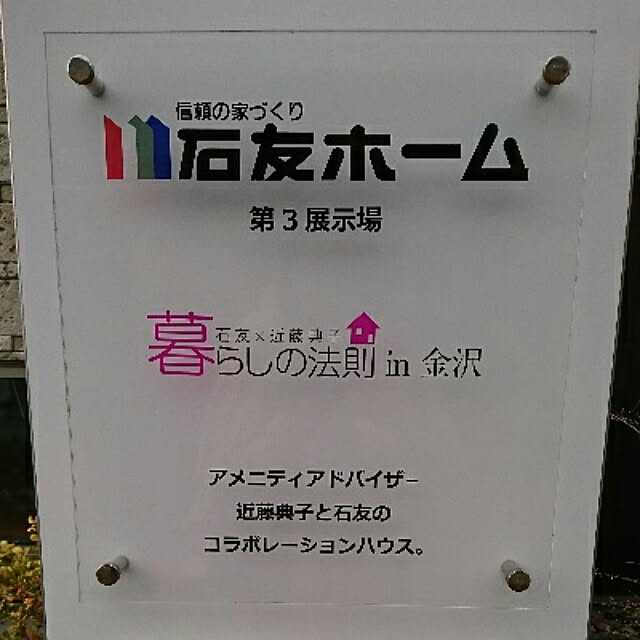 信頼の家づくり
石友ホーム
第3展示場
石友×近藤典子
暮らしの法則 in 金沢
アメニティアドバイザー
近藤典子と石友の
コラボレーションハウス。